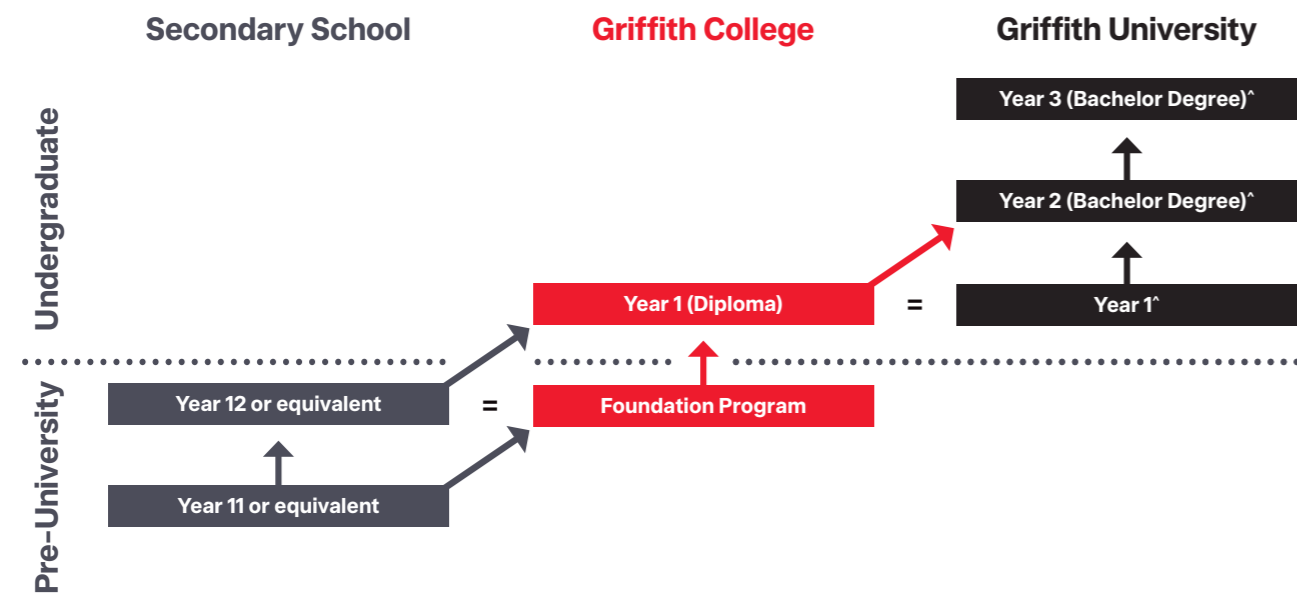 Secondary School
Griffith College
Griffith University
Undergraduate
Year 3 (Bachelor Degree)^
Year 2 (Bachelor Degree)^
Year 1 (Diploma)
=
Year 1^
Pre-University
Year 12 or equivalent
=
Foundation Program
Year 11 or equivalent